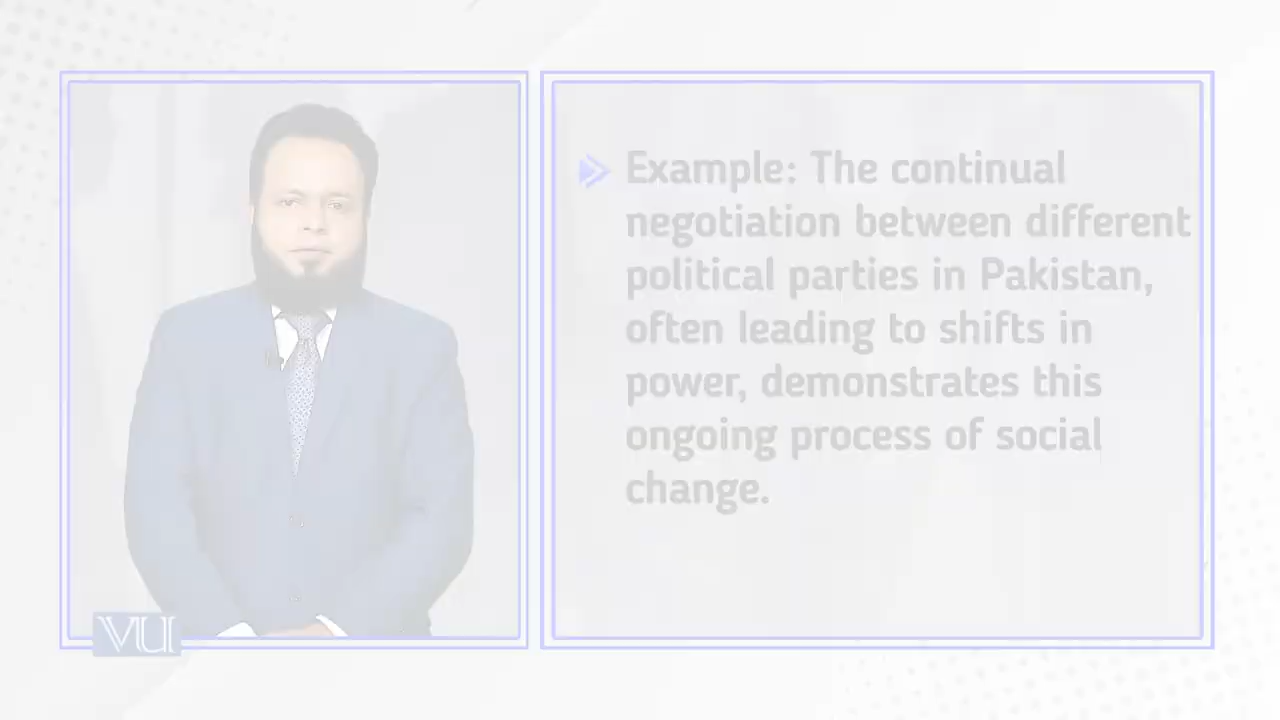 Example: The continual
negotiation between different
political parties in Pakistan,
often leading to shifts in
power, demonstrates this
ongoing process of social
change.
VU